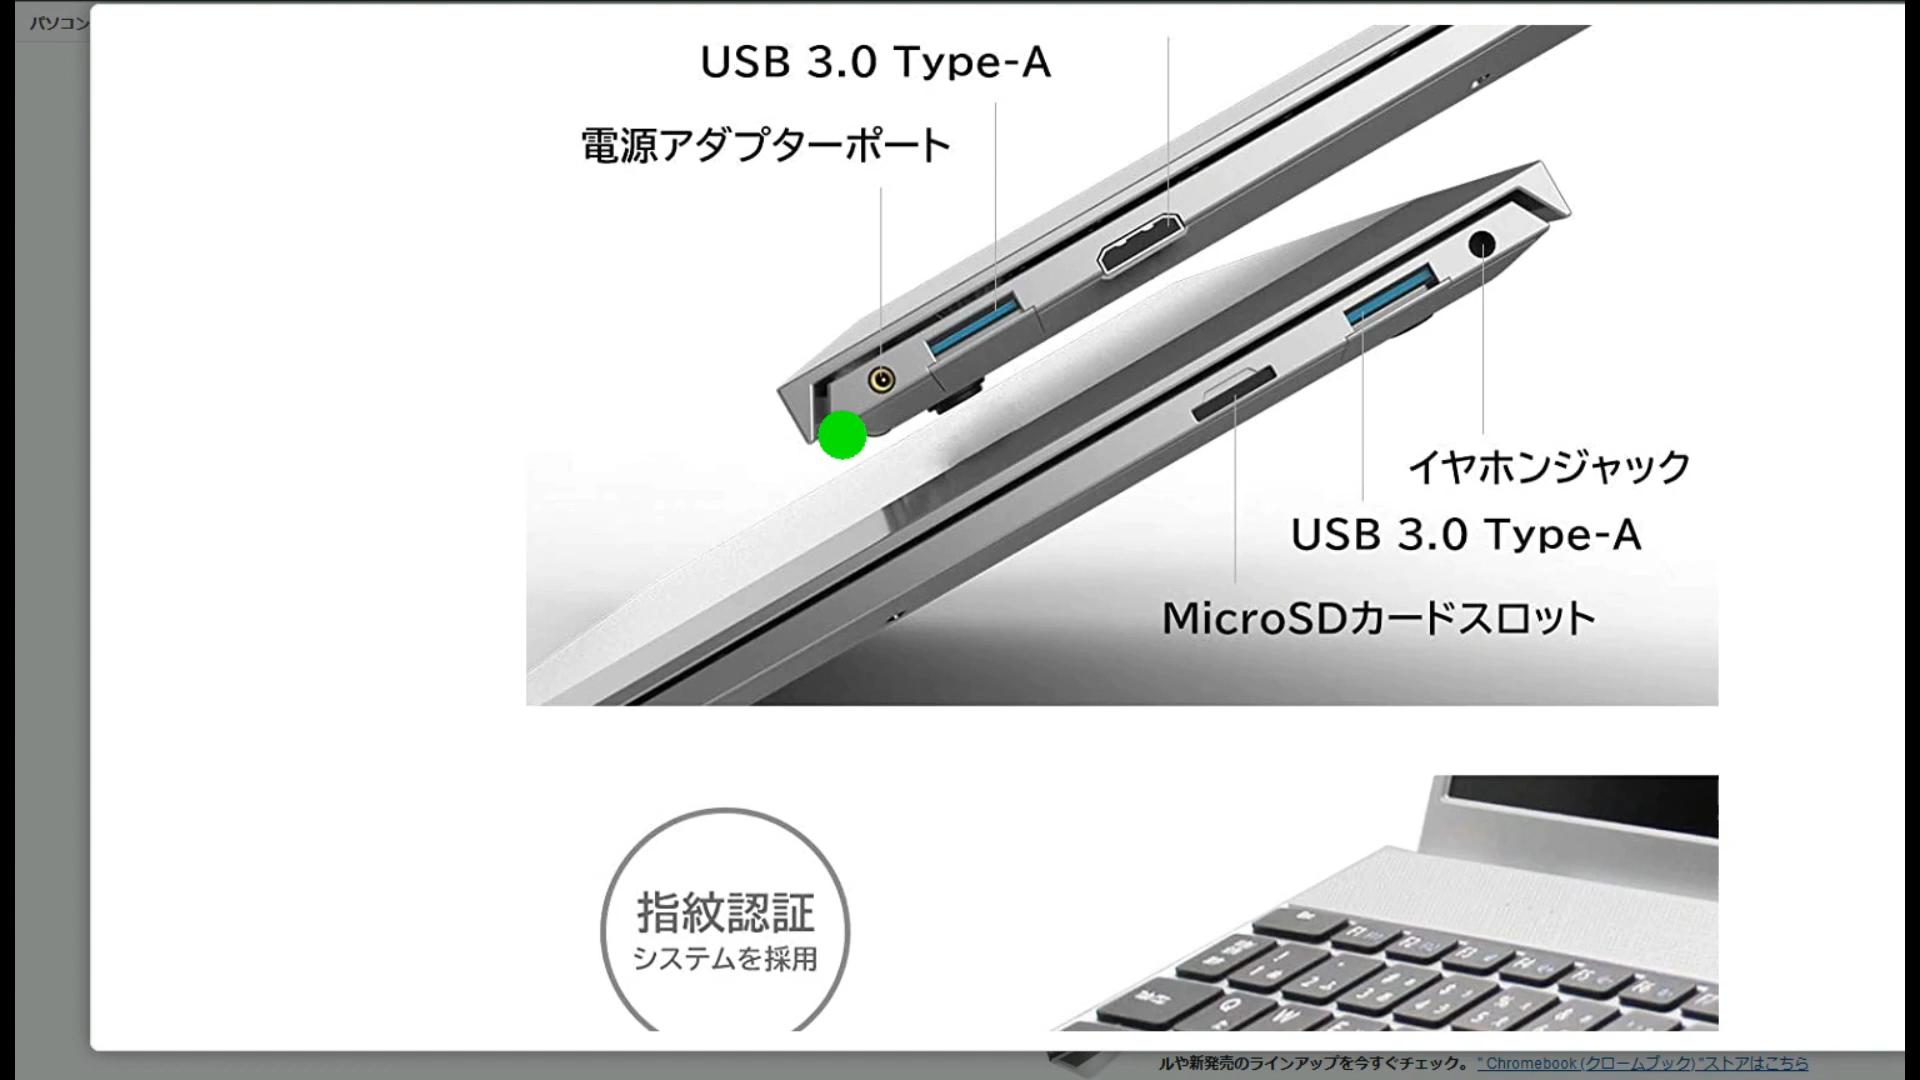 パソコン
USB 3.0 Type-A
電源アダプターポート
イヤホンジャック
USB 3.0 Type-A
MicroSDカードスロット
指紋認証
システムを採用
ルや新発売のラインアップを今すぐチェック。 " Chromebook (クロームブック) "ストアはこちら